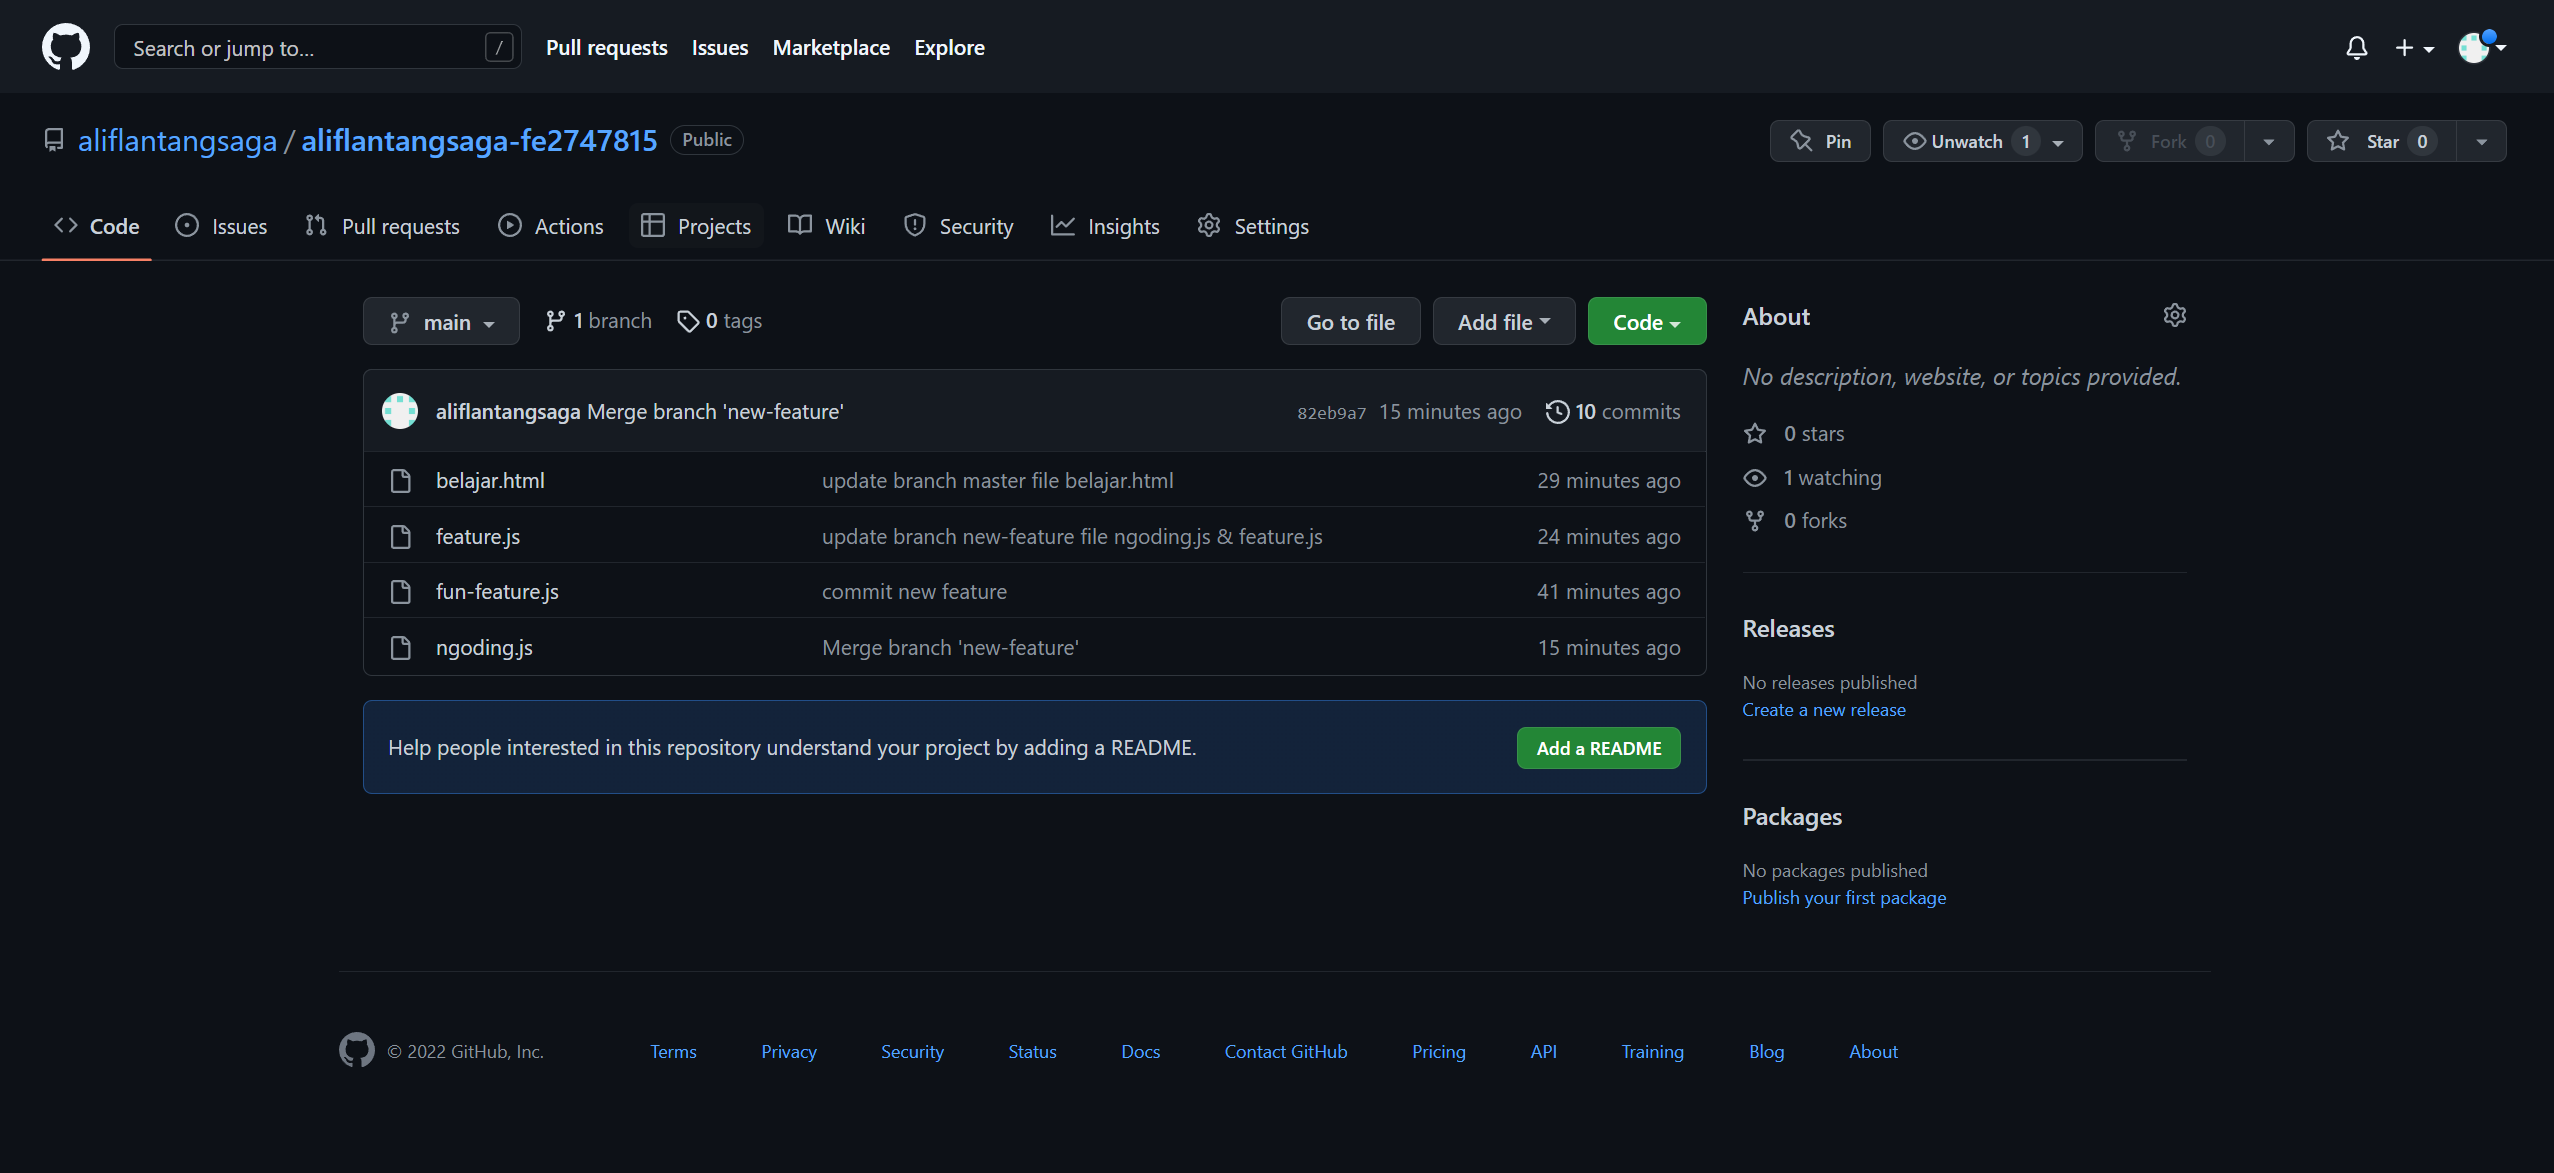 Search or jump to... / Pull requests Issues Marketplace Explore
aliflantangsaga / aliflantangsaga-fe2747815 Public Pin Unwatch 1 Fork 0 Star 0
Code Issues Pull requests Actions Projects Wiki Security Insights Settings
main 1 branch 0 tags Go to file Add file Code
aliflantangsaga Merge branch 'new-feature' 82eb9a7 15 minutes ago 10 commits
belajar.html update branch master file belajar.html 29 minutes ago
feature.js update branch new-feature file ngoding.js & feature.js 24 minutes ago
fun-feature.js commit new feature 41 minutes ago
ngoding.js Merge branch 'new-feature' 15 minutes ago
Help people interested in this repository understand your project by adding a README. Add a README
About
No description, website, or topics provided.
0 stars
1 watching
0 forks
Releases
No releases published
Create a new release
Packages
No packages published
Publish your first package
© 2022 GitHub, Inc. Terms Privacy Security Status Docs Contact GitHub Pricing API Training Blog About